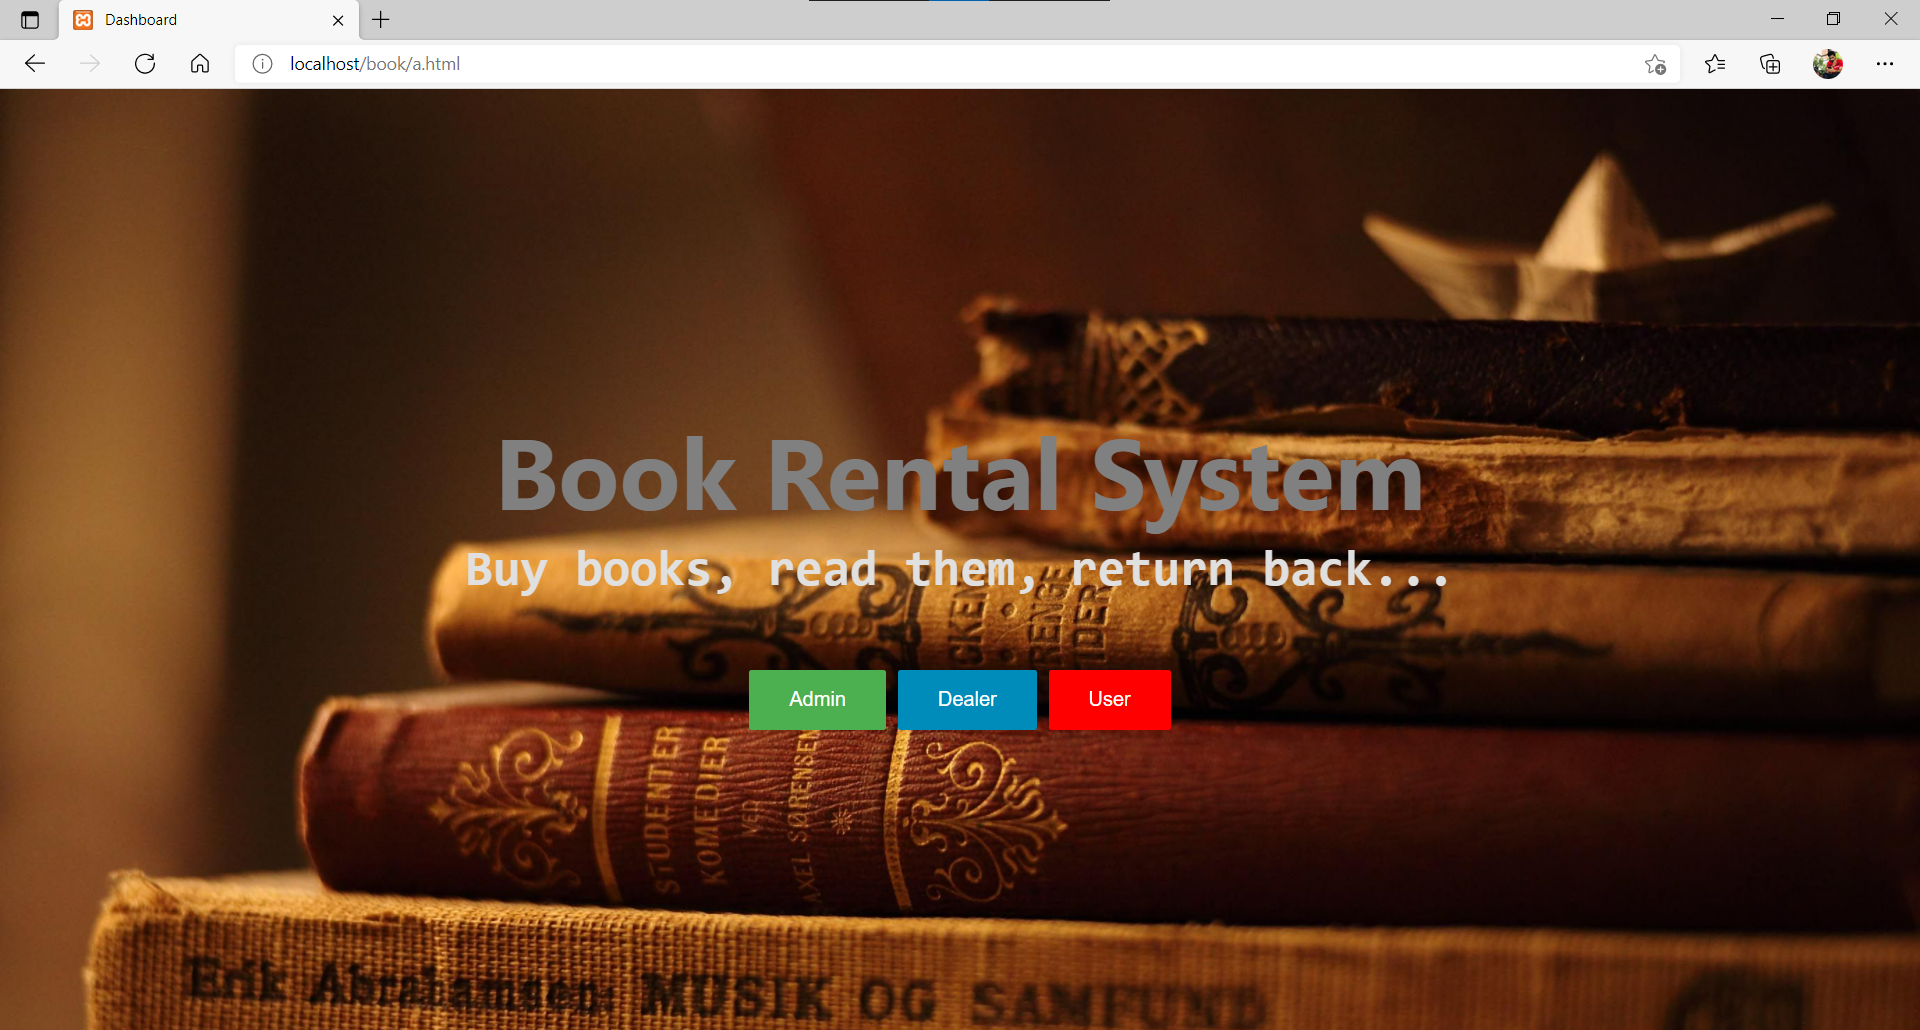 Dashboard
localhost/book/a.html
Book Rental System
Buy books, read them, return back...
Admin
Dealer
User
STUDENTER
KOMEDIER
VED
AXEL SØRENSEN
Erik Abrahamsen: MUSIK OG SAMFUND